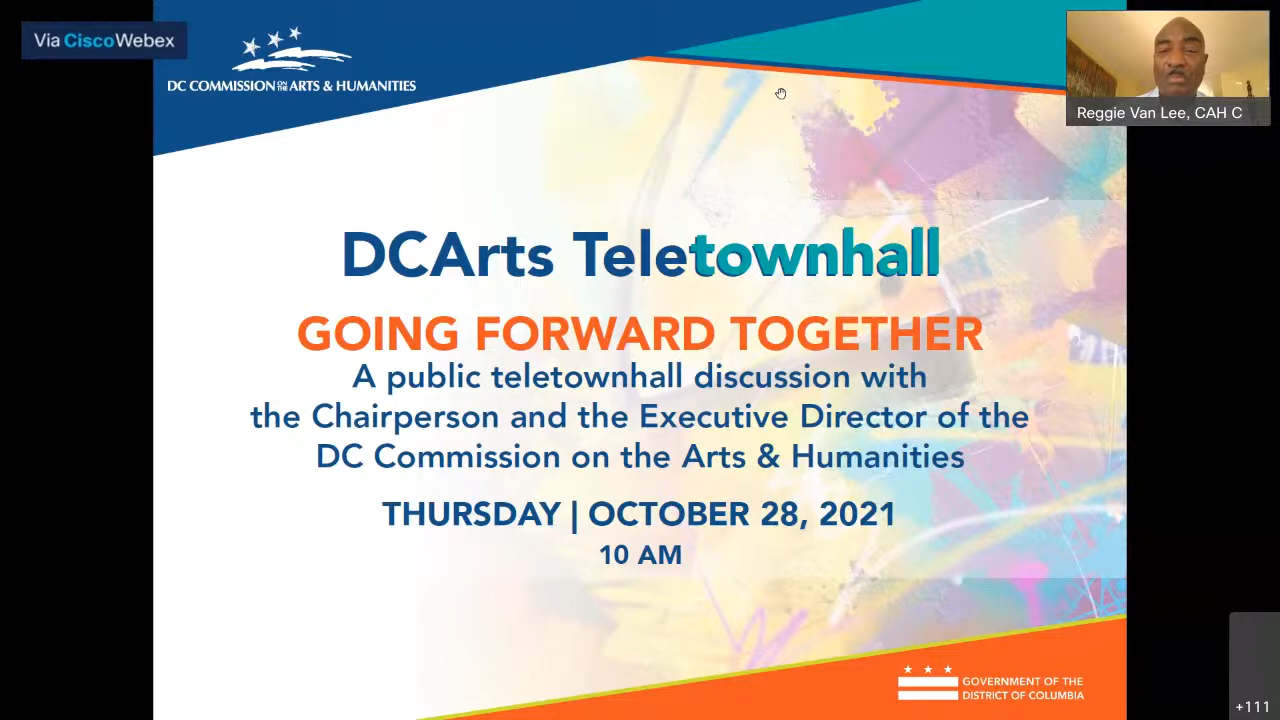 Via Cisco Webex
DC COMMISSION ON THE ARTS & HUMANITIES
Reggie Van Lee, CAH C
DCArts Teletownhall
GOING FORWARD TOGETHER
A public teletownhall discussion with
the Chairperson and the Executive Director of the
DC Commission on the Arts & Humanities
THURSDAY | OCTOBER 28, 2021
10 AM
GOVERNMENT OF THE
DISTRICT OF COLUMBIA
+111